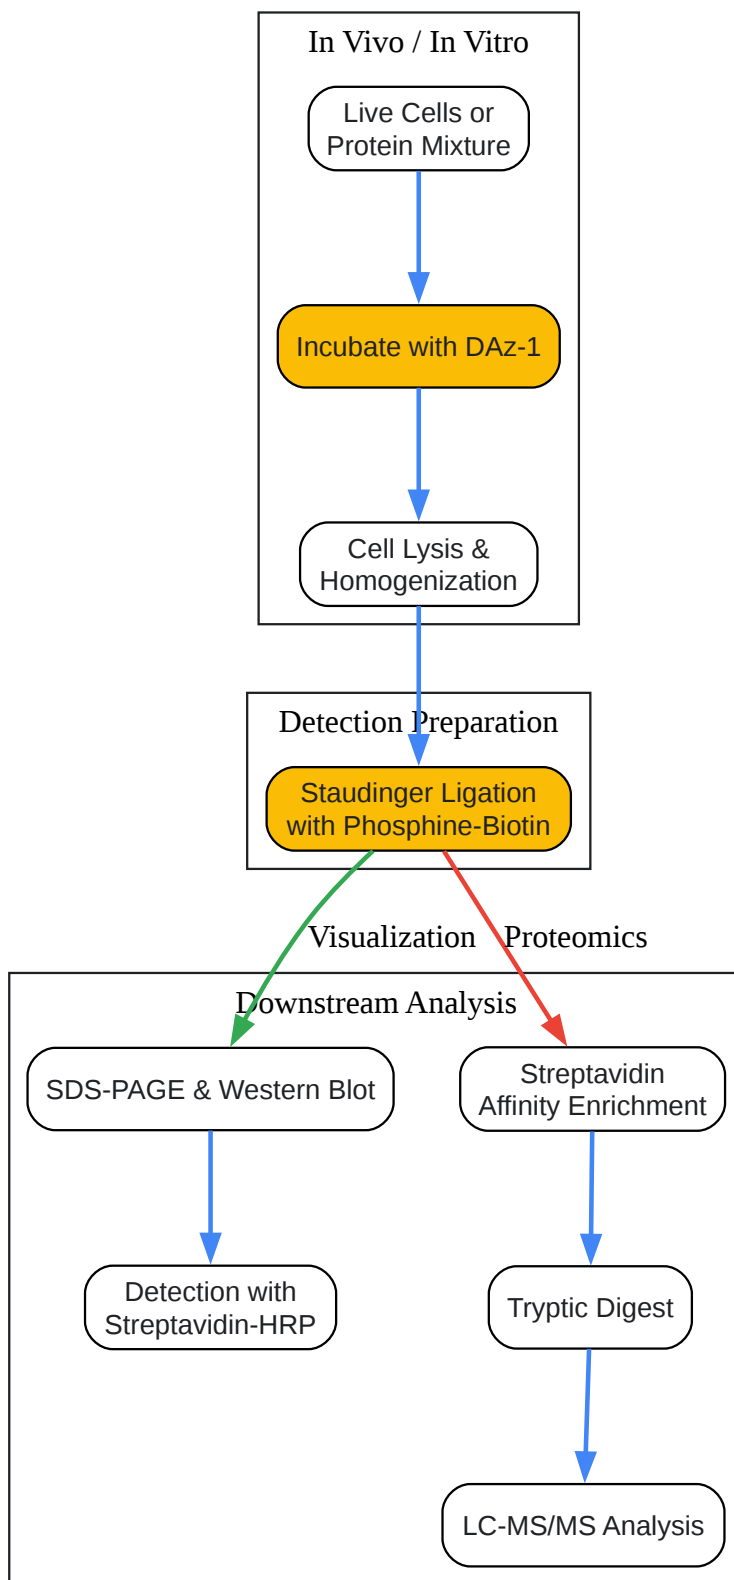 In Vivo / In Vitro
Live Cells or
Protein Mixture
Incubate with DAz-1
Cell Lysis &
Homogenization
Detection Preparation
Staudinger Ligation
with Phosphine-Biotin
Visualization
Proteomics
Downstream Analysis
SDS-PAGE & Western Blot
Streptavidin
Affinity Enrichment
Detection with
Streptavidin-HRP
Tryptic Digest
LC-MS/MS Analysis